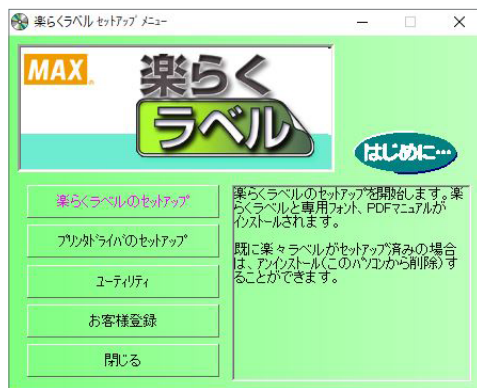 楽らくラベル ｾｯﾄｱｯﾌﾟ ﾒﾆｭｰ
MAX
楽らく
ラベル
はじめに…
楽らくラベルのｾｯﾄｱｯﾌﾟ
ﾌﾟﾘﾝﾀﾄﾞﾗｲﾊﾞのｾｯﾄｱｯﾌﾟ
ﾕｰﾃｨﾘﾃｨ
お客様登録
閉じる
楽らくラベルのｾｯﾄｱｯﾌﾟを開始します。楽
らくラベルと専用ﾌｫﾝﾄ、PDFﾏﾆｭｱﾙが
ｲﾝｽﾄｰﾙされます。
既に楽々ラベルがｾｯﾄｱｯﾌﾟ済みの場合
は、ｱﾝｲﾝｽﾄｰﾙ(このﾊﾟｿｺﾝから削除)す
ることができます。